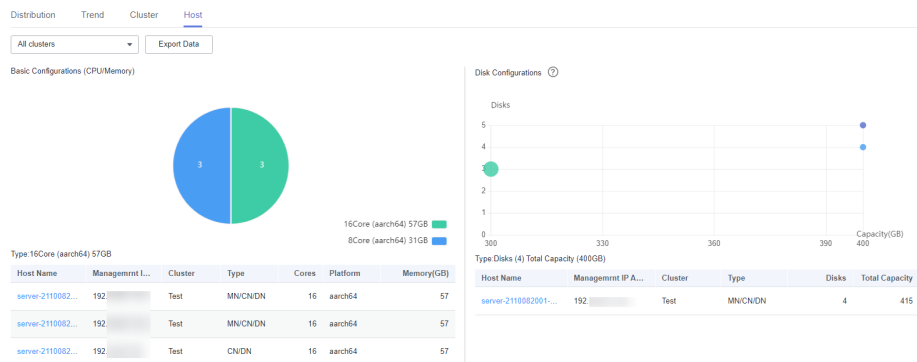 Distribution Trend Cluster Host
All clusters Export Data
Basic Configurations (CPU/Memory)
3 3
16Core (aarch64) 57GB
8Core (aarch64) 31GB
Type:16Core (aarch64) 57GB
Host Name Managemrnt I... Cluster Type Cores Platform Memory(GB)
server-2110082... 192. Test MN/CN/DN 16 aarch64 57
server-2110082... 192. Test MN/CN/DN 16 aarch64 57
server-2110082... 192. Test CN/DN 16 aarch64 57
Disk Configurations ?
Disks
5
4
3
2
1
0
300 330 360 390 400
Capacity(GB)
Type:Disks (4) Total Capacity (400GB)
Host Name Managemrnt IP A... Cluster Type Disks Total Capacity
server-2110082001-... 192. Test MN/CN/DN 4 415